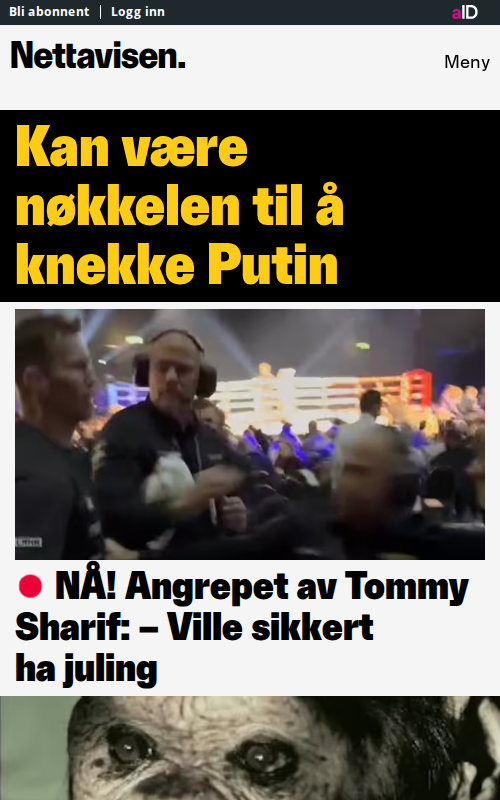 Bli abonnent | Logg inn
aID
Nettavisen.
Meny
Kan være
nøkkelen til å
knekke Putin
NÅ! Angrepet av Tommy
Sharif: – Ville sikkert
ha juling